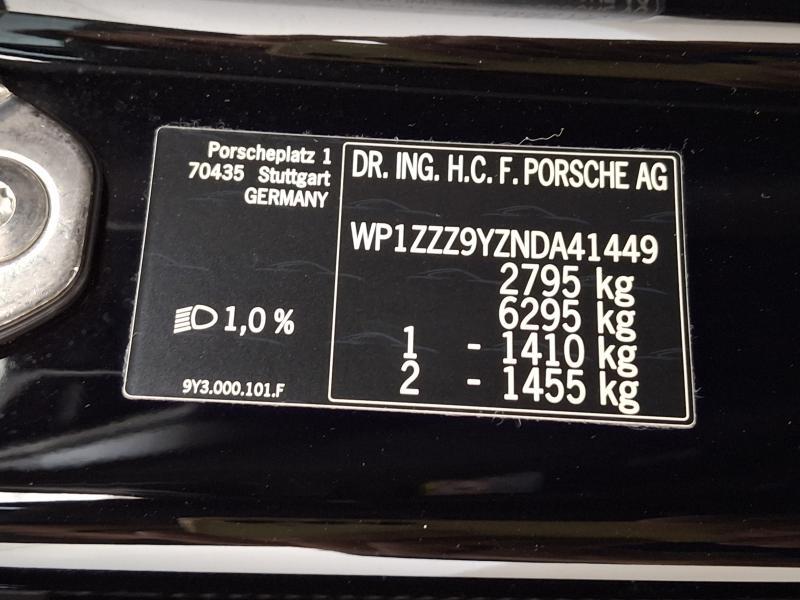 Porscheplatz 1
70435 Stuttgart
GERMANY
1,0 %
9Y3.000.101.F
DR. ING. H.C. F. PORSCHE AG
WP1ZZZ9YZNDA41449
2795 kg
6295 kg
1 - 1410 kg
2 - 1455 kg